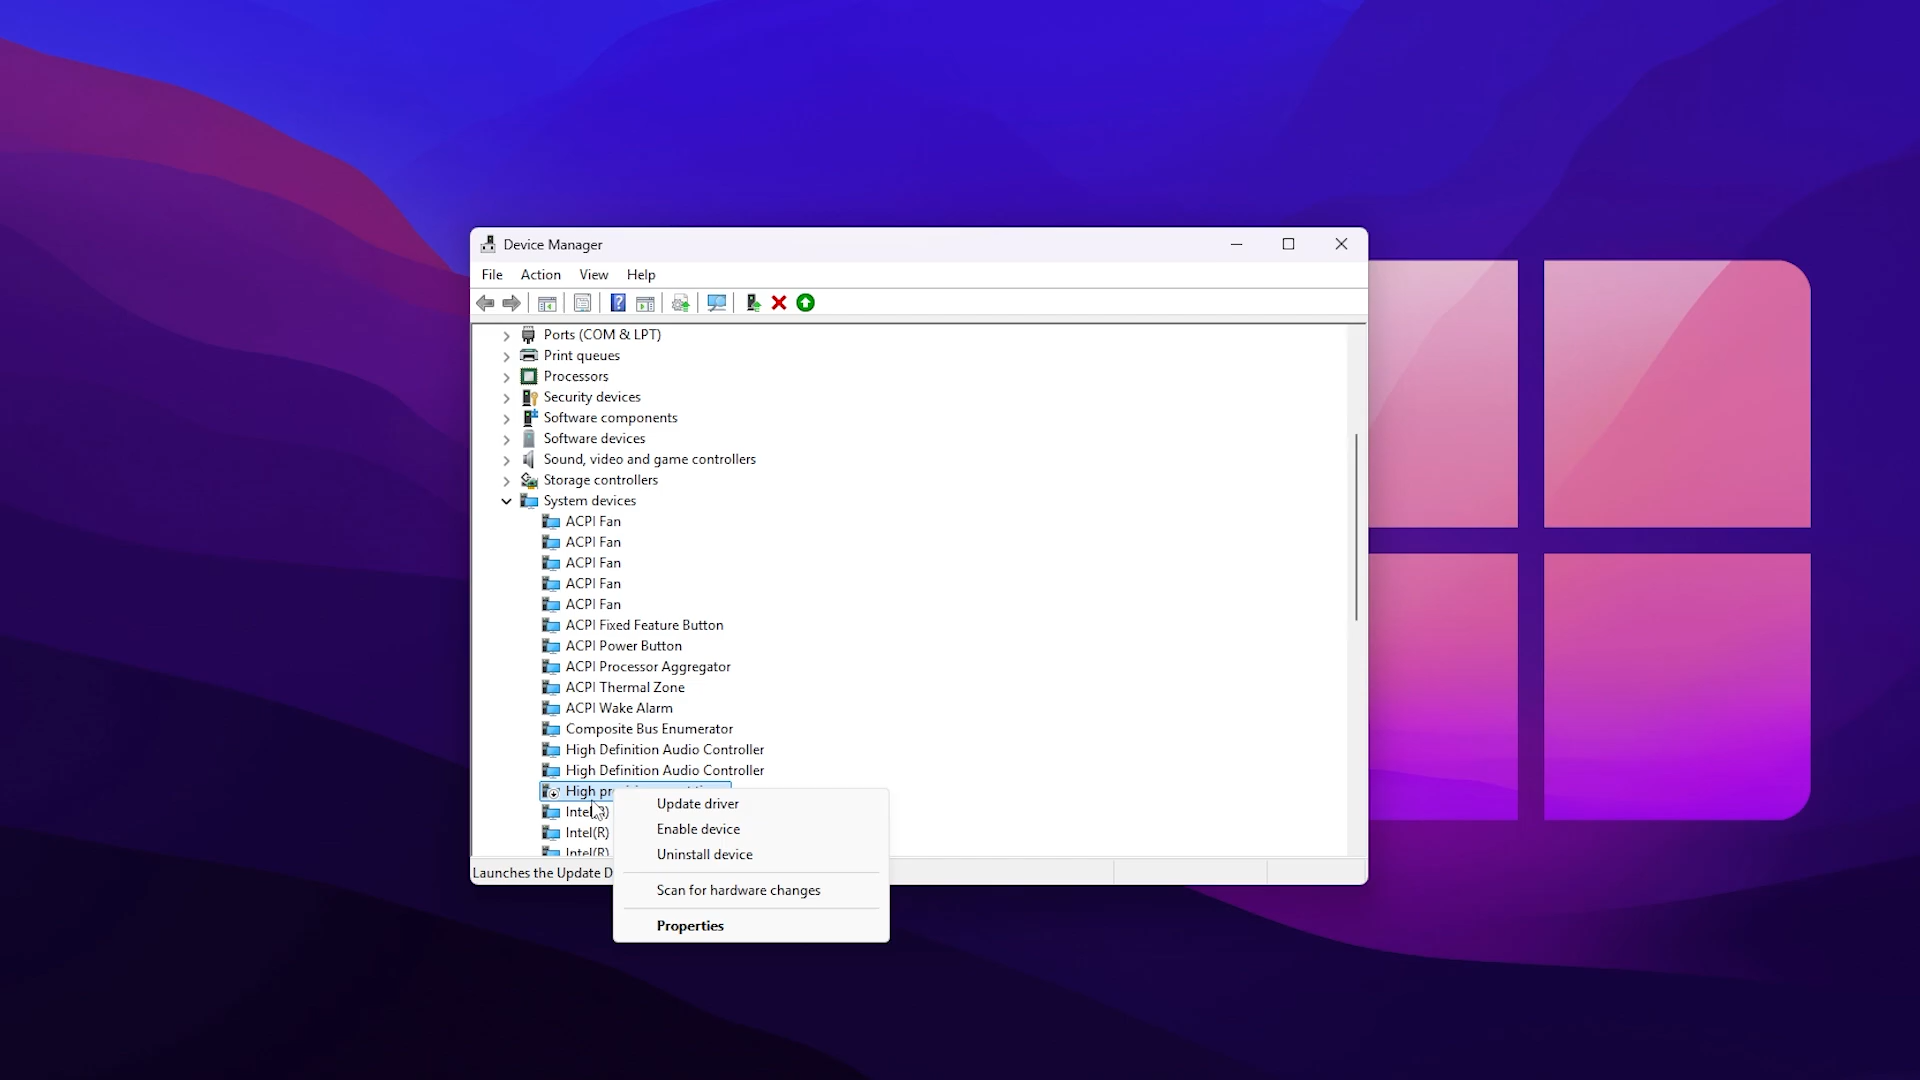 Device Manager
File Action View Help
Ports (COM & LPT)
Print queues
Processors
Security devices
Software components
Software devices
Sound, video and game controllers
Storage controllers
System devices
ACPI Fan
ACPI Fan
ACPI Fan
ACPI Fan
ACPI Fan
ACPI Fixed Feature Button
ACPI Power Button
ACPI Processor Aggregator
ACPI Thermal Zone
ACPI Wake Alarm
Composite Bus Enumerator
High Definition Audio Controller
High Definition Audio Controller
High
Intel(R)
Intel(R)
Intel(R)
Launches the Update
Update driver
Enable device
Uninstall device
Scan for hardware changes
Properties